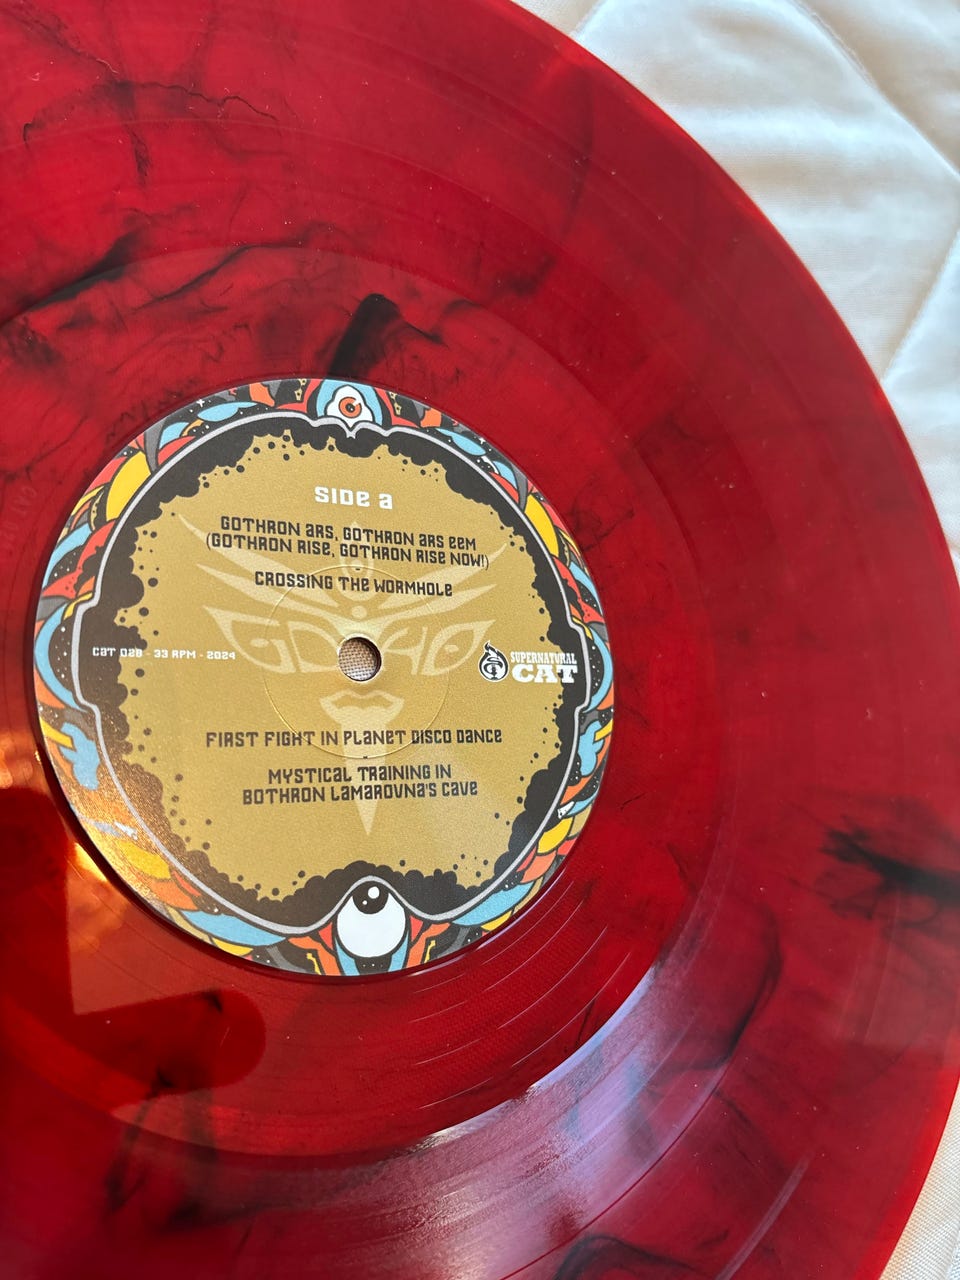 SIDE A
GOTHRON ARS, GOTHRON ARS EEM
(GOTHRON RISE, GOTHRON RISE NOW!)
-
CROSSING THE WORMHOLE
CAT 028 - 33 RPM - 2024
SUPERNATURAL
CAT
FIRST FIGHT IN PLANET DISCO DANCE
-
MYSTICAL TRAINING IN
BOTHRON LAMAROVNA'S CAVE